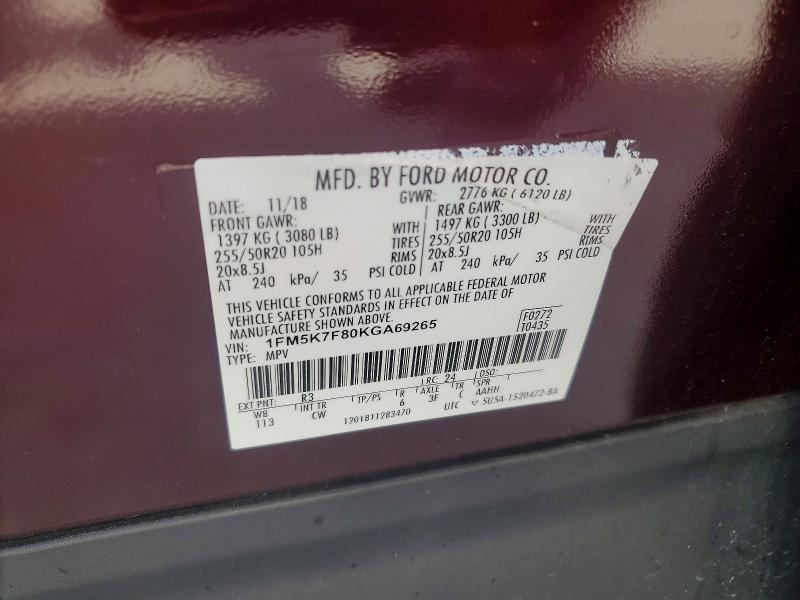 MFD. BY FORD MOTOR CO.
DATE: 11/18 GVWR: 2776 KG ( 6120 LB)
FRONT GAWR: REAR GAWR:
1397 KG ( 3080 LB) WITH 1497 KG ( 3300 LB) WITH
255/50R20 105H TIRES 255/50R20 105H TIRES
20x8.5J RIMS 20x8.5J RIMS
AT 240 kPa/ 35 PSI COLD AT 240 kPa/ 35 PSI COLD
THIS VEHICLE CONFORMS TO ALL APPLICABLE FEDERAL MOTOR
VEHICLE SAFETY STANDARDS IN EFFECT ON THE DATE OF
MANUFACTURE SHOWN ABOVE.
VIN: 1FM5K7F80KGA69265 F0272
TYPE: MPV T0435
EXT PNT: R3 RC: 24 DSO:
WB INT TR TP/PS R AXLE TR SPR
113 CW 6 3F C AAHH
1201811283470 UTC ▽ 5U5A-1520472-BA